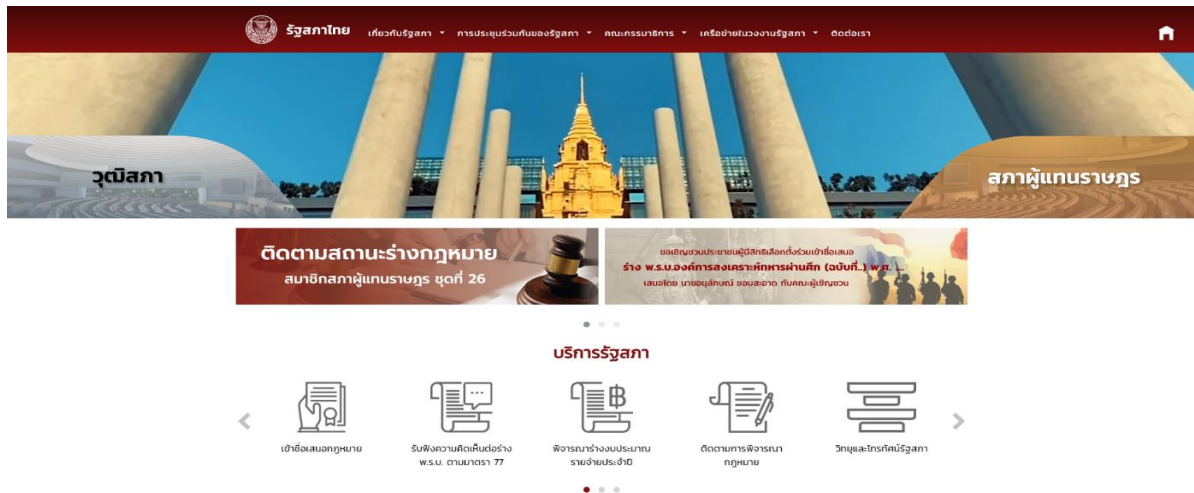 รัฐสภาไทย เกี่ยวกับรัฐสภา การประชุมร่วมกันของรัฐสภา คณะกรรมาธิการ เครือข่ายในวงงานรัฐสภา ติดต่อเรา
วุฒิสภา
สภาผู้แทนราษฎร
ติดตามสถานะร่างกฎหมาย
สมาชิกสภาผู้แทนราษฎร ชุดที่ 26
ขอเชิญชวนประชาชนผู้มีสิทธิเลือกตั้งร่วมเข้าชื่อเสนอ
ร่าง พ.ร.บ.องค์การสงเคราะห์ทหารผ่านศึก (ฉบับที่..) พ.ศ. ...
เสนอโดย นายอนุลักษณ์ ขอบสะอาด กับคณะผู้เชิญชวน
บริการรัฐสภา
เข้าชื่อเสนอกฎหมาย
รับฟังความคิดเห็นต่อร่าง
พ.ร.บ. ตามมาตรา 77
พิจารณาร่างงบประมาณ
รายจ่ายประจำปี
ติดตามการพิจารณา
กฎหมาย
วิทยุและโทรทัศน์รัฐสภา